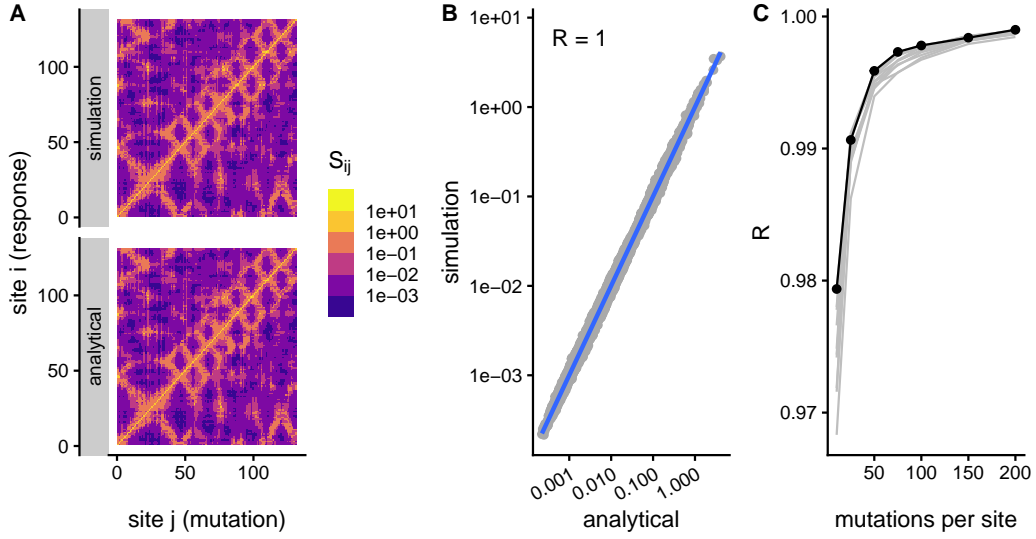 A
site i (response)
simulation
analytical
100
50
0
100
50
0
0
50
100
site j (mutation)
S_ij
1e+01
1e+00
1e−01
1e−02
1e−03
B
R = 1
simulation
1e+01
1e+00
1e−01
1e−02
1e−03
0.001
0.010
0.100
1.000
analytical
C
R
1.00
0.99
0.98
0.97
50
100
150
200
mutations per site